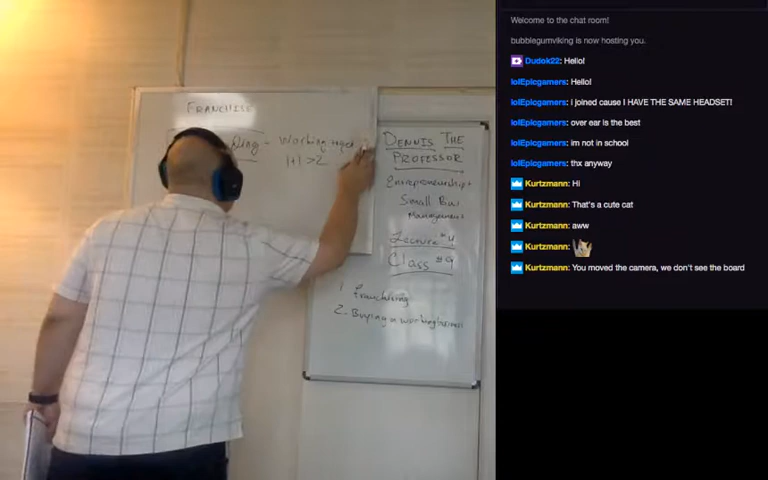 FRANCHISE
- Working
1+1 >2
DENNIS THE
PROFESSOR
Entrepreneurship +
Small Bus
Management
Lecture #4
Class #9
1. Franchising
2. Buying a working business
Welcome to the chat room!
bubblegumviking is now hosting you.
Dudok22: Hello!
lolEpicgamers: Hello!
lolEpicgamers: I joined cause I HAVE THE SAME HEADSET!
lolEpicgamers: over ear is the best
lolEpicgamers: im not in school
lolEpicgamers: thx anyway
Kurtzmann: Hi
Kurtzmann: That's a cute cat
Kurtzmann: aww
Kurtzmann:
Kurtzmann: You moved the camera, we don't see the board